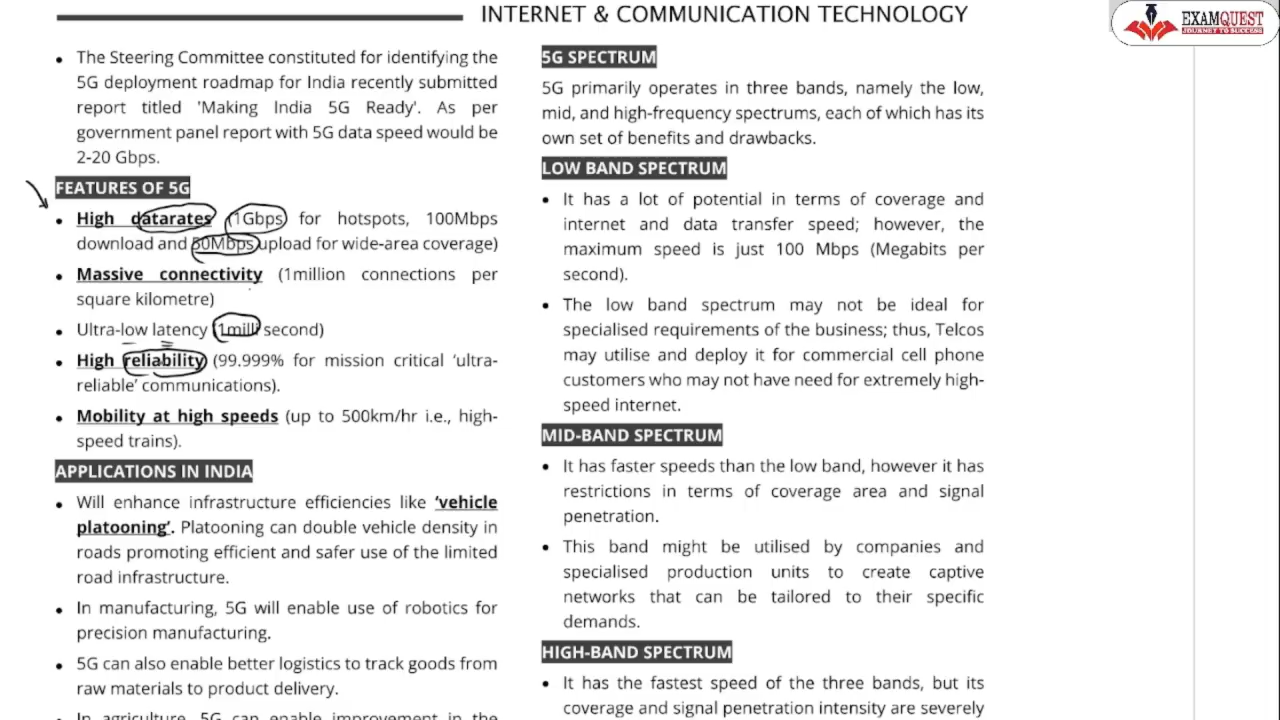 INTERNET & COMMUNICATION TECHNOLOGY
EXAMQUEST
JOURNEY TO SUCCESS
• The Steering Committee constituted for identifying the
5G deployment roadmap for India recently submitted
report titled 'Making India 5G Ready'. As per
government panel report with 5G data speed would be
2-20 Gbps.
FEATURES OF 5G
• High datarates (1Gbps for hotspots, 100Mbps
download and 50Mbps upload for wide-area coverage)
• Massive connectivity (1million connections per
square kilometre)
• Ultra-low latency (1milli second)
• High reliability (99.999% for mission critical ‘ultra-
reliable’ communications).
• Mobility at high speeds (up to 500km/hr i.e., high-
speed trains).
APPLICATIONS IN INDIA
• Will enhance infrastructure efficiencies like ‘vehicle
platooning’. Platooning can double vehicle density in
roads promoting efficient and safer use of the limited
road infrastructure.
• In manufacturing, 5G will enable use of robotics for
precision manufacturing.
• 5G can also enable better logistics to track goods from
raw materials to product delivery.
• In agriculture, 5G can enable improvement in the
5G SPECTRUM
5G primarily operates in three bands, namely the low,
mid, and high-frequency spectrums, each of which has its
own set of benefits and drawbacks.
LOW BAND SPECTRUM
• It has a lot of potential in terms of coverage and
internet and data transfer speed; however, the
maximum speed is just 100 Mbps (Megabits per
second).
• The low band spectrum may not be ideal for
specialised requirements of the business; thus, Telcos
may utilise and deploy it for commercial cell phone
customers who may not have need for extremely high-
speed internet.
MID-BAND SPECTRUM
• It has faster speeds than the low band, however it has
restrictions in terms of coverage area and signal
penetration.
• This band might be utilised by companies and
specialised production units to create captive
networks that can be tailored to their specific
demands.
HIGH-BAND SPECTRUM
• It has the fastest speed of the three bands, but its
coverage and signal penetration intensity are severely